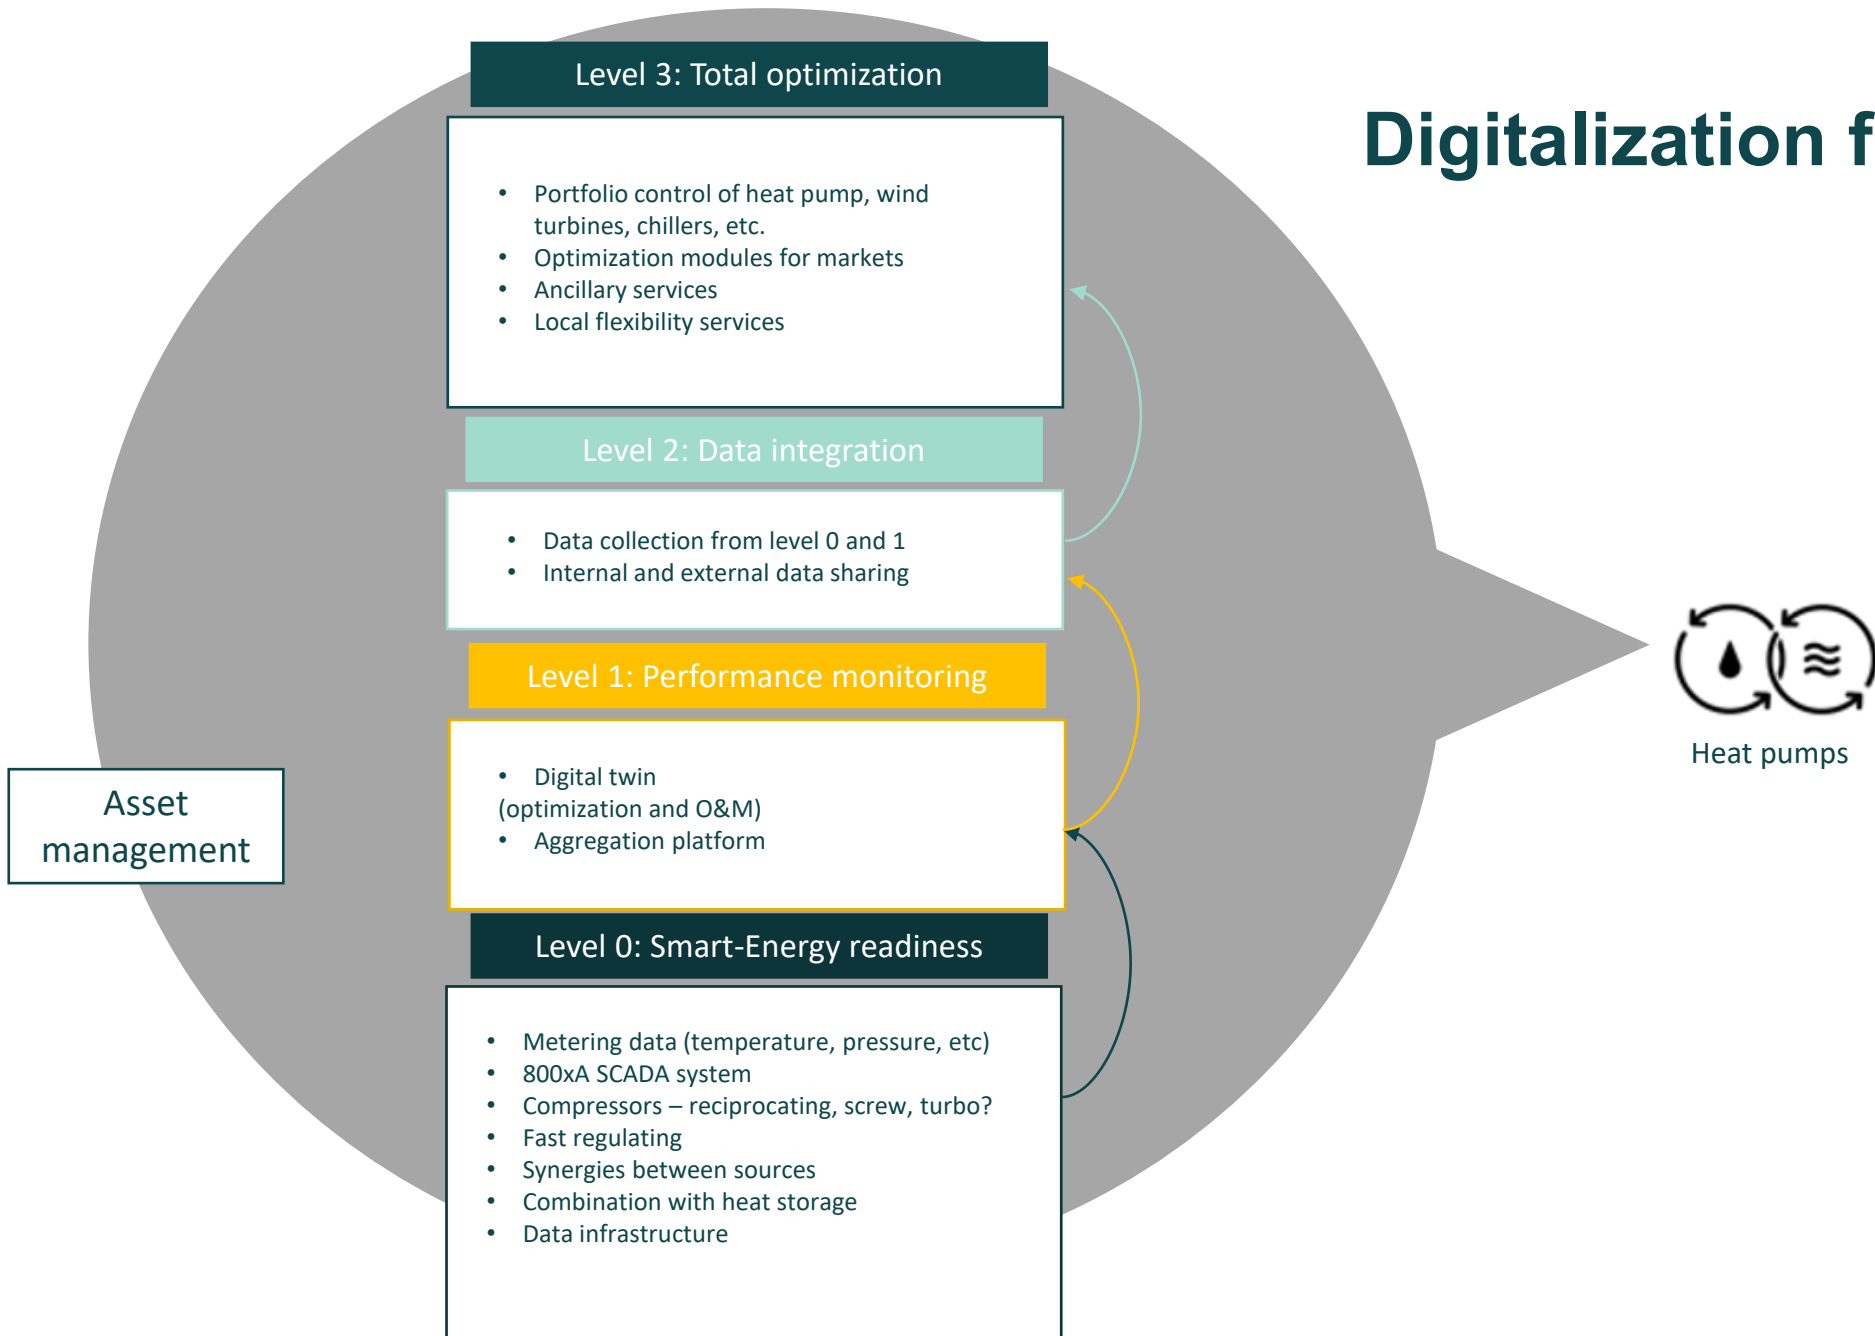 Level 3: Total optimization
Digitalization f
• Portfolio control of heat pump, wind
turbines, chillers, etc.
• Optimization modules for markets
• Ancillary services
• Local flexibility services
Level 2: Data integration
• Data collection from level 0 and 1
• Internal and external data sharing
Level 1: Performance monitoring
Heat pumps
• Digital twin
(optimization and O&M)
• Aggregation platform
Asset
management
Level 0: Smart-Energy readiness
• Metering data (temperature, pressure, etc)
• 800xA SCADA system
• Compressors – reciprocating, screw, turbo?
• Fast regulating
• Synergies between sources
• Combination with heat storage
• Data infrastructure